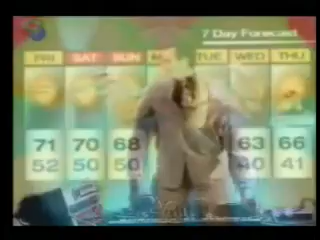 7 Day Forecast
FRI SAT SUN M TUE WED THU
71 70 68 63 66
52 50 50 40 41